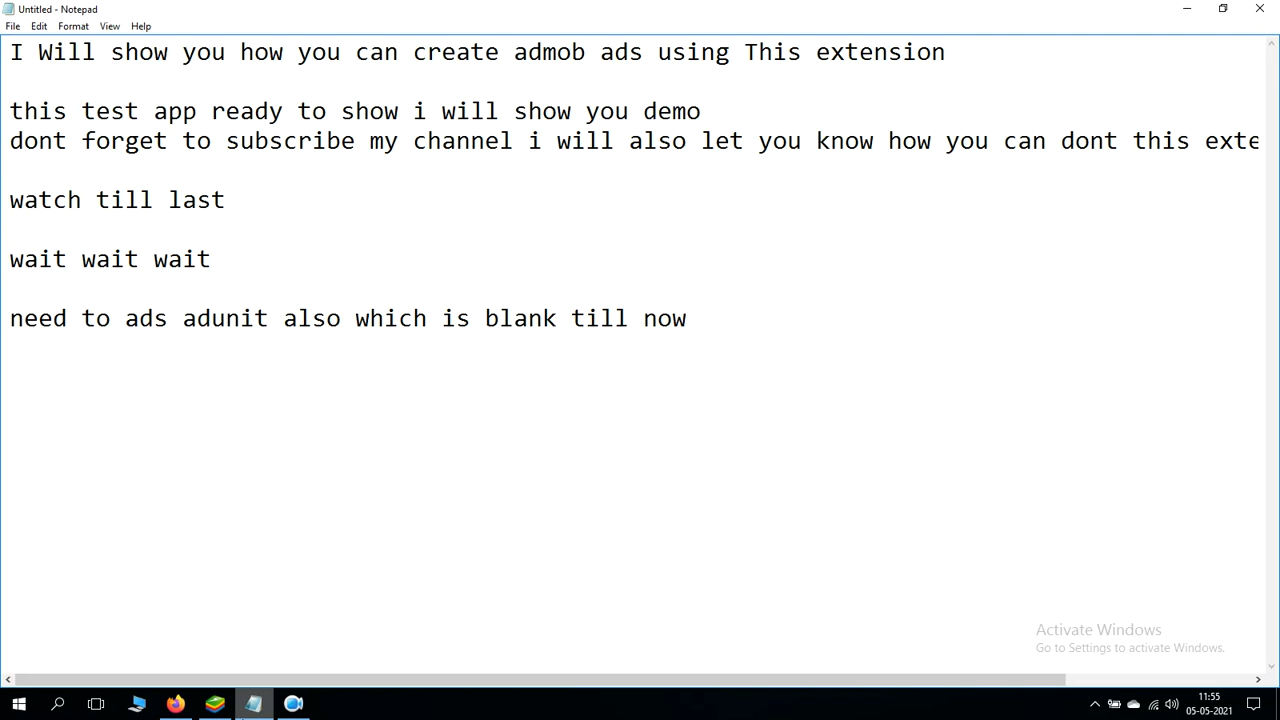 Untitled - Notepad
File Edit Format View Help
I Will show you how you can create admob ads using This extension
this test app ready to show i will show you demo
dont forget to subscribe my channel i will also let you know how you can dont this exte
watch till last
wait wait wait
need to ads adunit also which is blank till now
Activate Windows
Go to Settings to activate Windows.
11:55
05-05-2021